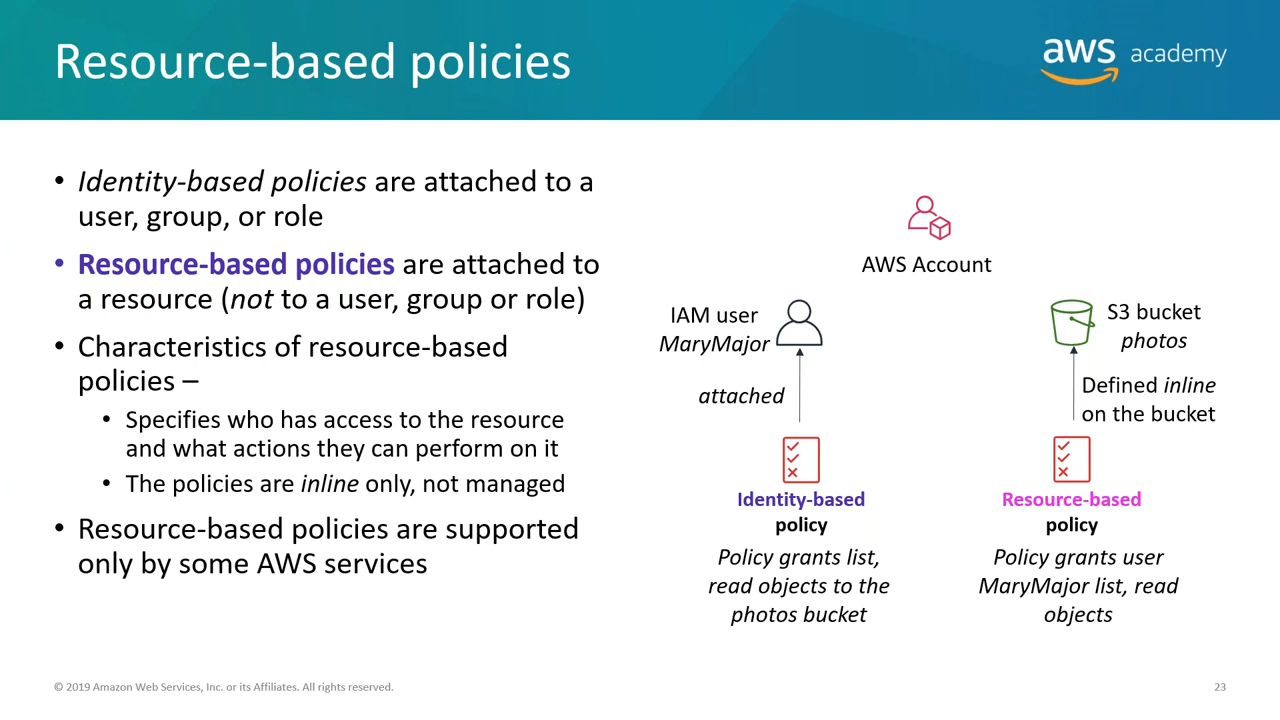 Resource-based policies
aws academy
• Identity-based policies are attached to a
user, group, or role
• Resource-based policies are attached to
a resource (not to a user, group or role)
• Characteristics of resource-based
policies –
• Specifies who has access to the resource
and what actions they can perform on it
• The policies are inline only, not managed
• Resource-based policies are supported
only by some AWS services
AWS Account
IAM user
MaryMajor
attached
Identity-based
policy
Policy grants list,
read objects to the
photos bucket
S3 bucket
photos
Defined inline
on the bucket
Resource-based
policy
Policy grants user
MaryMajor list, read
objects
© 2019 Amazon Web Services, Inc. or its Affiliates. All rights reserved.
23